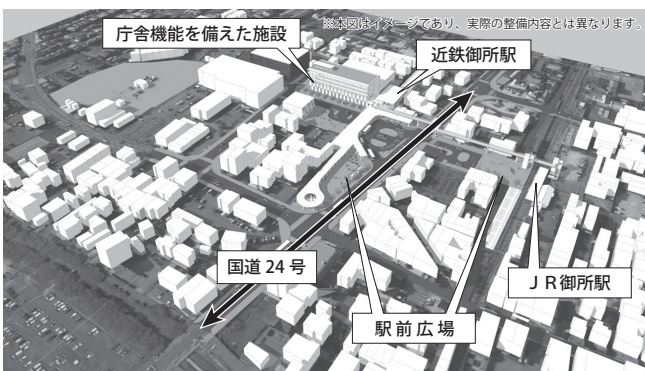 ※本図はイメージであり、実際の整備内容とは異なります。
庁舎機能を備えた施設
近鉄御所駅
国道24号
駅前広場
ＪＲ御所駅